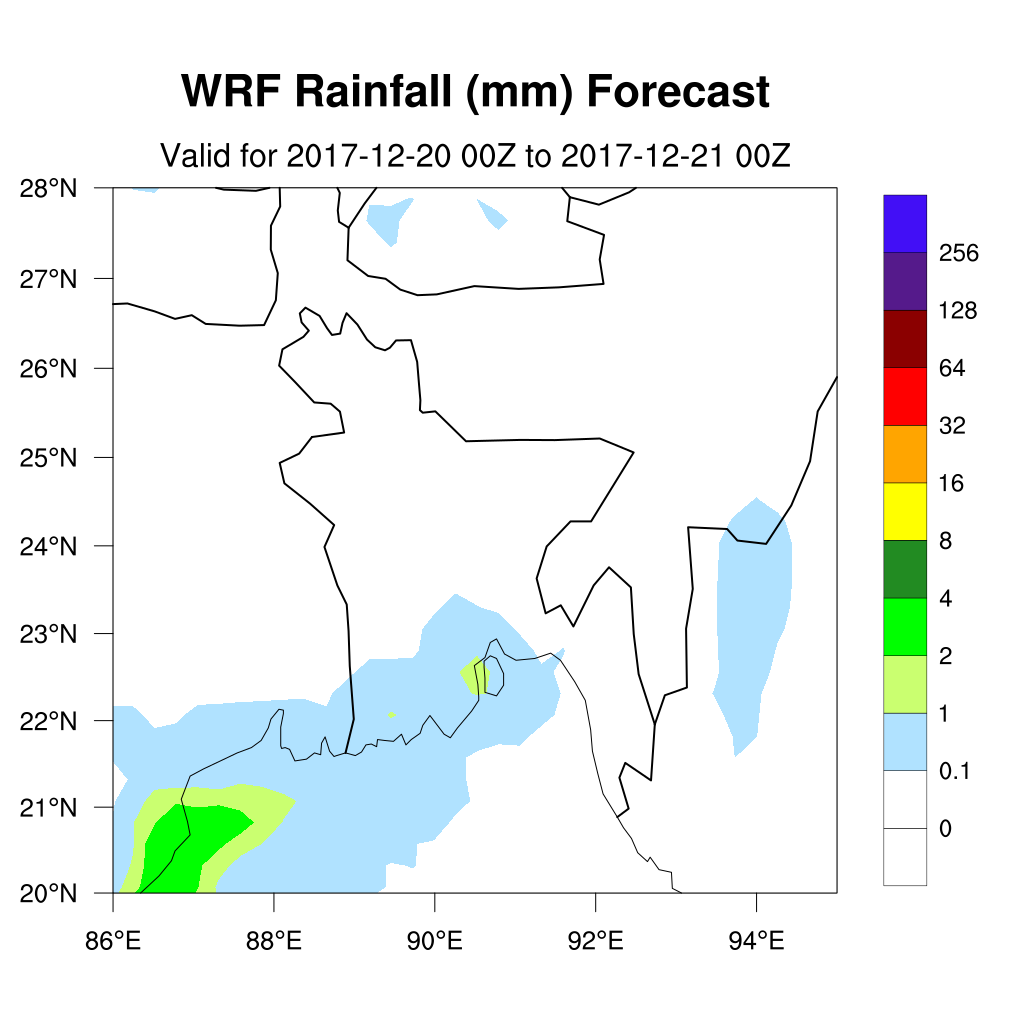 WRF Rainfall (mm) Forecast
Valid for 2017-12-20 00Z to 2017-12-21 00Z
28°N
27°N
26°N
25°N
24°N
23°N
22°N
21°N
20°N
86°E 88°E 90°E 92°E 94°E
256
128
64
32
16
8
4
2
1
0.1
0